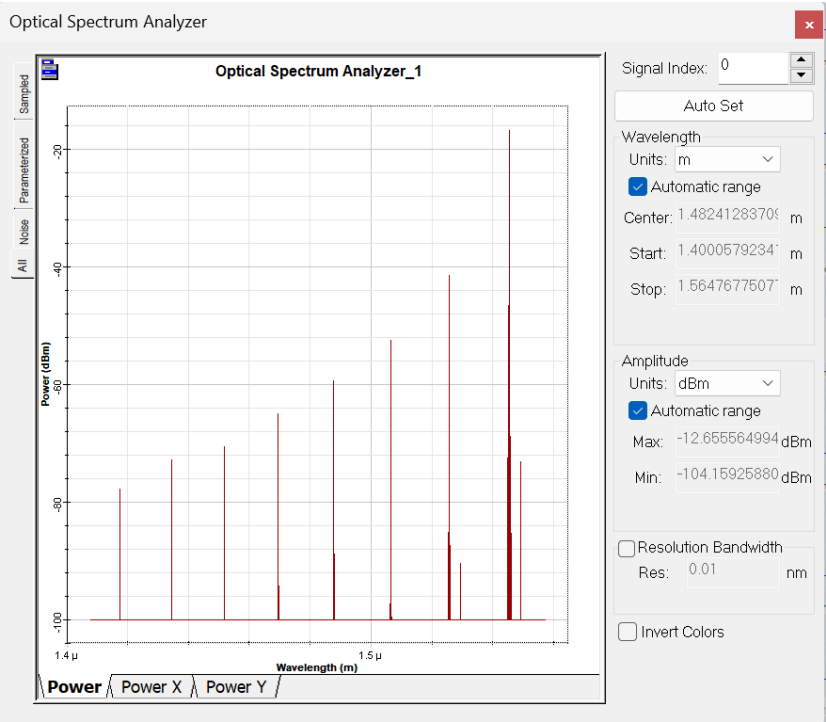 Optical Spectrum Analyzer
Optical Spectrum Analyzer_1
Sampled
Parameterized
Noise
All
Power (dBm)
-20
-40
-60
-80
-100
1.4 µ
1.5 µ
Wavelength (m)
Power
Power X
Power Y
Signal Index: 0
Auto Set
Wavelength
Units: m
Automatic range
Center: 1.4824128370 m
Start: 1.4000579234 m
Stop: 1.5647677507 m
Amplitude
Units: dBm
Automatic range
Max: -12.655564994 dBm
Min: -104.15925880 dBm
Resolution Bandwidth
Res: 0.01 nm
Invert Colors